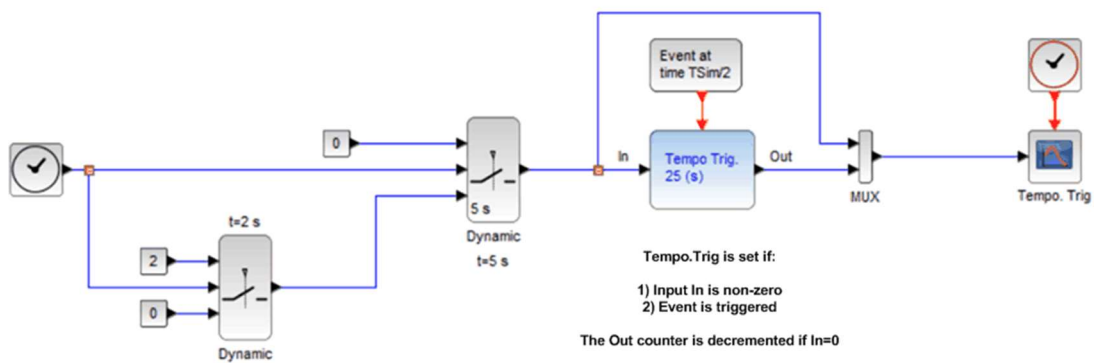 Event at
time TSim/2
0
In
Tempo Trig.
25 (s)
Out
MUX
Tempo. Trig
5 s
Dynamic
t=5 s
t=2 s
2
0
Dynamic
Tempo.Trig is set if:
1) Input In is non-zero
2) Event is triggered
The Out counter is decremented if In=0